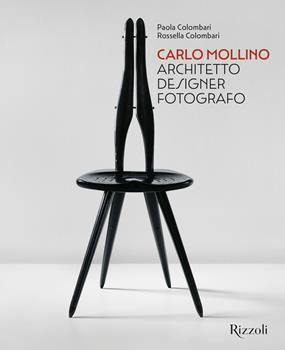 Paola Colombari
Rossella Colombari
CARLO MOLLINO
ARCHITETTO
DESIGNER
FOTOGRAFO
Rizzoli